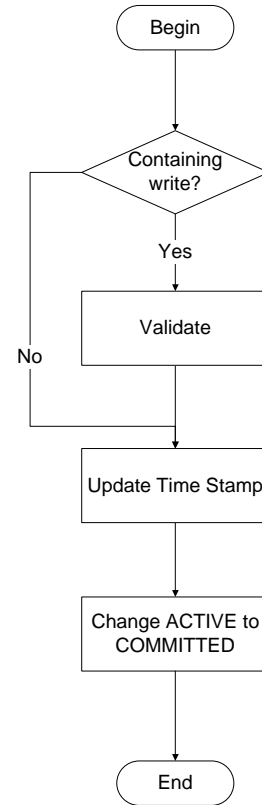 Begin
Containing
write?
Yes
Validate
No
Update Time Stamp
Change ACTIVE to
COMMITTED
End